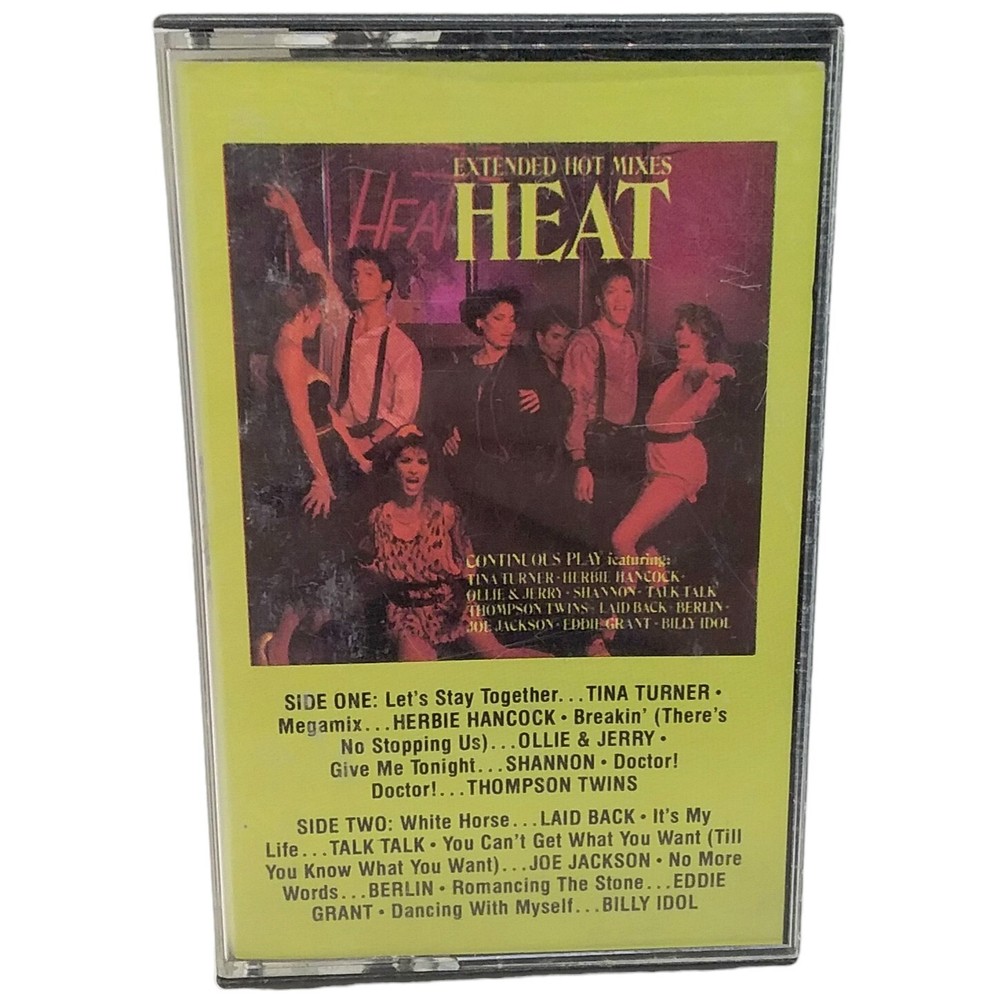 EXTENDED HOT MIXES
HEAT
HEAT
CONTINUOUS PLAY featuring:
TINA TURNER · HERBIE HANCOCK ·
OLLIE & JERRY · SHANNON · TALK TALK
THOMPSON TWINS · LAID BACK · BERLIN ·
JOE JACKSON · EDDIE GRANT · BILLY IDOL
SIDE ONE: Let's Stay Together...TINA TURNER •
Megamix...HERBIE HANCOCK • Breakin' (There's
No Stopping Us)...OLLIE & JERRY •
Give Me Tonight...SHANNON • Doctor!
Doctor!...THOMPSON TWINS
SIDE TWO: White Horse...LAID BACK • It's My
Life...TALK TALK • You Can't Get What You Want (Till
You Know What You Want)...JOE JACKSON • No More
Words...BERLIN • Romancing The Stone...EDDIE
GRANT • Dancing With Myself...BILLY IDOL